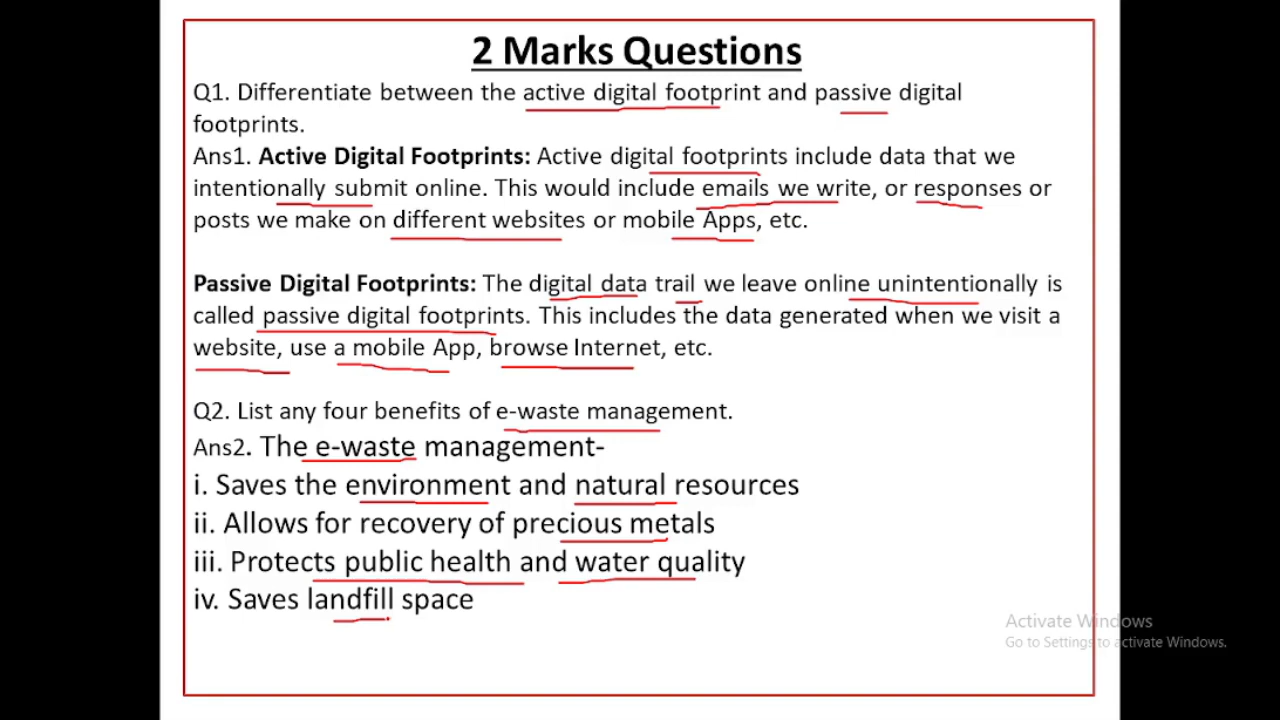 2 Marks Questions
Q1. Differentiate between the active digital footprint and passive digital
footprints.
Ans1. Active Digital Footprints: Active digital footprints include data that we
intentionally submit online. This would include emails we write, or responses or
posts we make on different websites or mobile Apps, etc.
Passive Digital Footprints: The digital data trail we leave online unintentionally is
called passive digital footprints. This includes the data generated when we visit a
website, use a mobile App, browse Internet, etc.
Q2. List any four benefits of e-waste management.
Ans2. The e-waste management-
i. Saves the environment and natural resources
ii. Allows for recovery of precious metals
iii. Protects public health and water quality
iv. Saves landfill space
Activate Windows
Go to Settings to activate Windows.